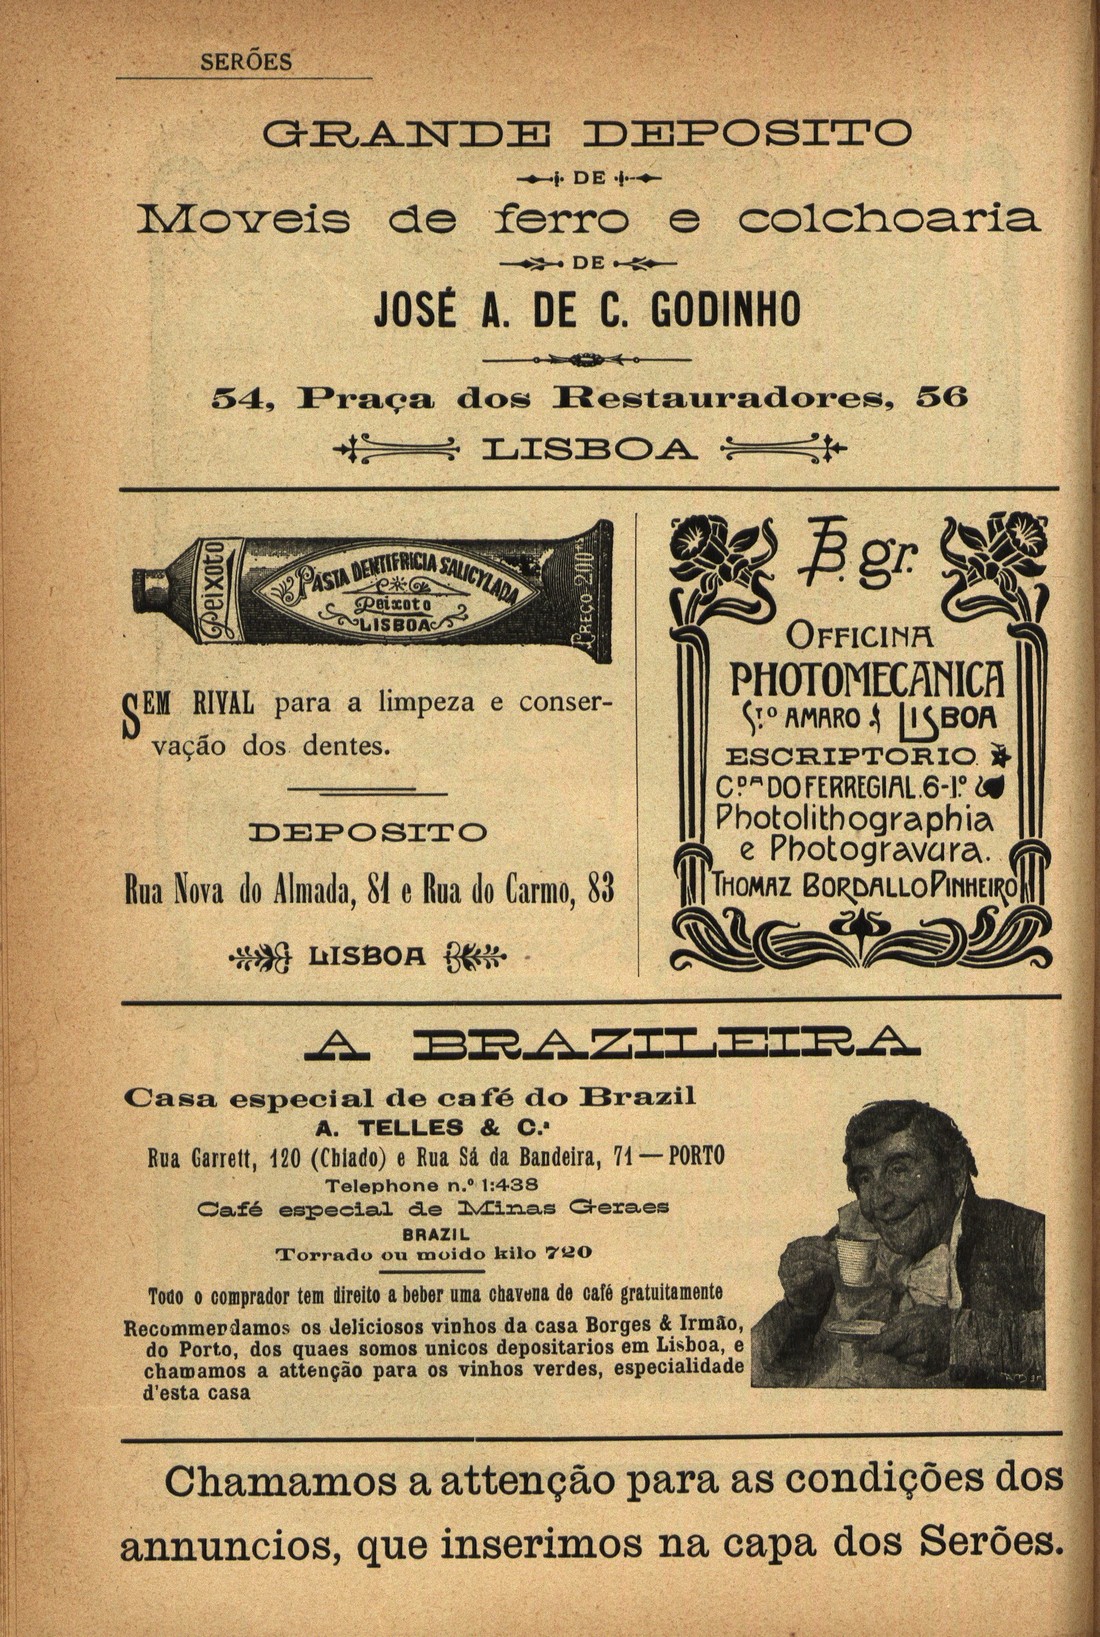 SERÕES
GRANDE DEPOSITO
DE
Moveis de ferro e colchoaria
DE
JOSÉ A. DE C. GODINHO
54, Praça dos Restauradores, 56
LISBOA
Peixoto
PASTA DENTIFRICIA SALICYLADA
Peixoto
LISBOA
PREÇO 200 rs
SEM RIVAL para a limpeza e conser-
vação dos dentes.
DEPOSITO
Rua Nova do Almada, 81 e Rua do Carmo, 83
LISBOA
TB. gr.
OFFICINA
PHOTOMECANICA
STO AMARO LISBOA
ESCRIPTORIO
Cᴰᴬ DO FERREGIAL.6-1º
Photolithographia
e Photogravura.
THOMAZ BORDALLO PINHEIRO
A BRAZILEIRA
Casa especial de café do Brazil
A. TELLES & C.ª
Rua Garrett, 120 (Chiado) e Rua Sá da Bandeira, 71 — PORTO
Telephone n.º 1:438
Café especial de Minas Geraes
BRAZIL
Torrado ou moido kilo 720
Todo o comprador tem direito a beber uma chavena de café gratuitamente
Recommendamos os deliciosos vinhos da casa Borges & Irmão,
do Porto, dos quaes somos unicos depositarios em Lisboa, e
chamamos a attenção para os vinhos verdes, especialidade
d'esta casa
Chamamos a attenção para as condições dos
annuncios, que inserimos na capa dos Serões.